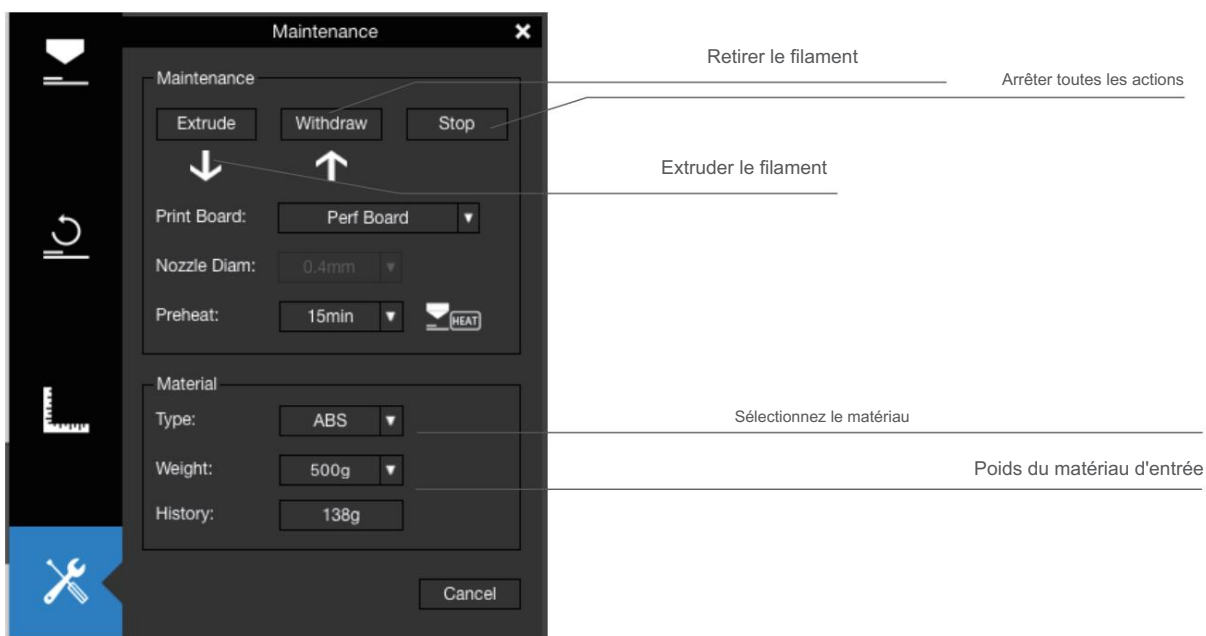 Maintenance
Maintenance
Extrude Withdraw Stop
Print Board: Perf Board
Nozzle Diam: 0.4mm
Preheat: 15min HEAT
Material
Type: ABS
Weight: 500g
History: 138g
Cancel
Retirer le filament
Arrêter toutes les actions
Extruder le filament
Sélectionnez le matériau
Poids du matériau d'entrée